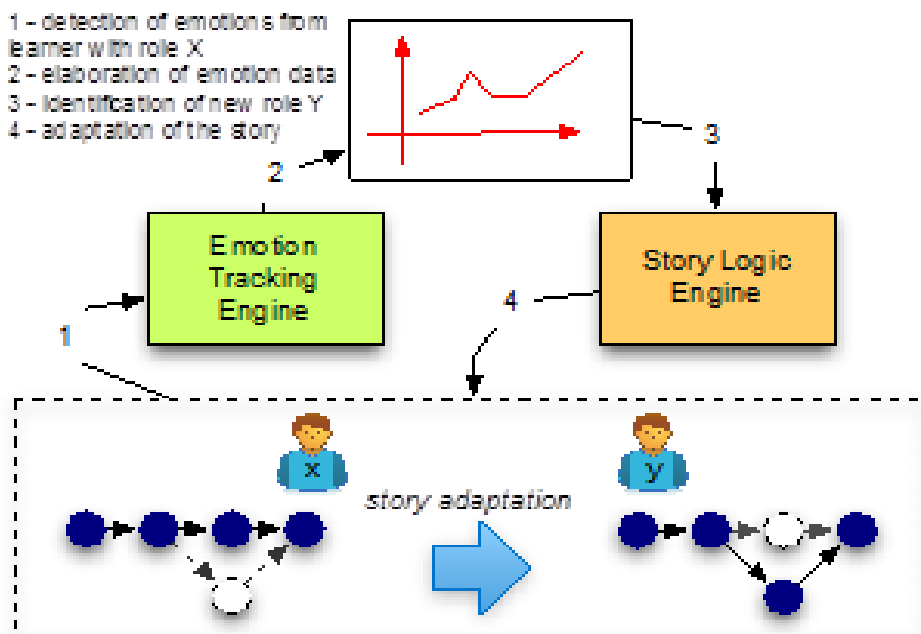 1 - detection of emotions from
learner with role X
2 - elaboration of emotion data
3 - identification of new role Y
4 - adaptation of the story
2
3
Emotion
Tracking
Engine
Story Logic
Engine
1
4
x
y
story adaptation